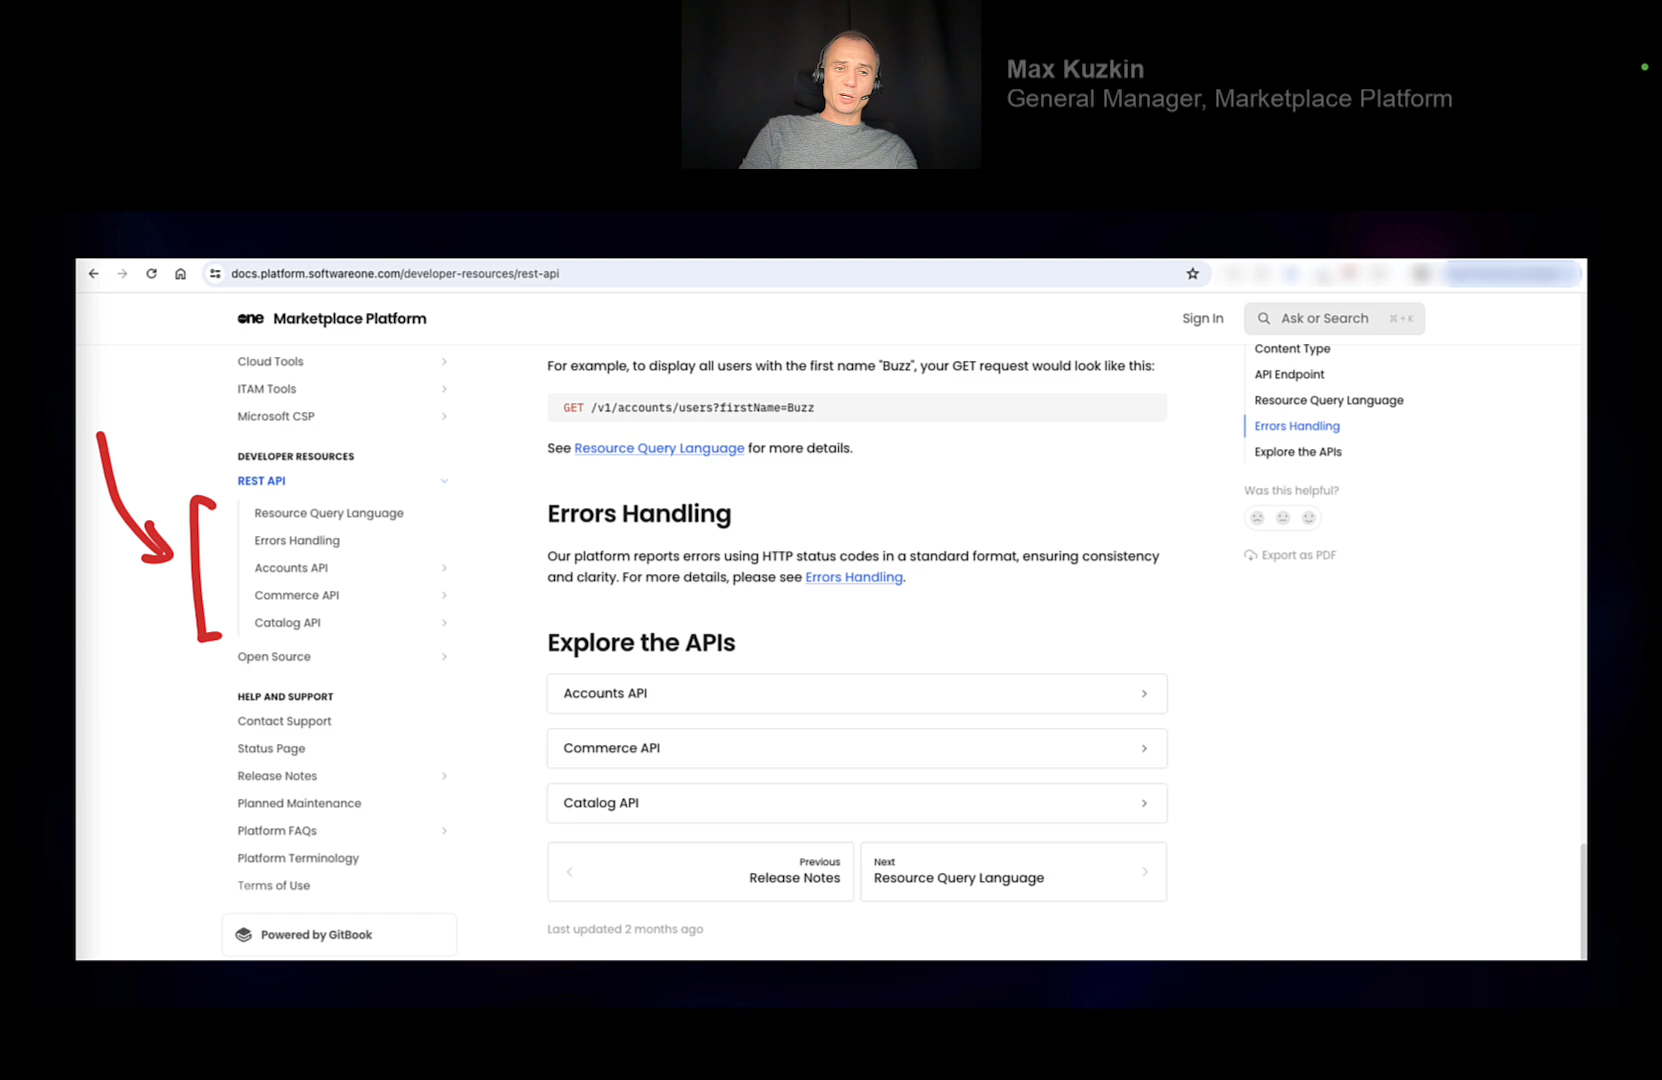 Max Kuzkin
General Manager, Marketplace Platform
docs.platform.softwareone.com/developer-resources/rest-api
one Marketplace Platform
Sign In
Ask or Search ⌘ + K
Cloud Tools
ITAM Tools
Microsoft CSP
DEVELOPER RESOURCES
REST API
Resource Query Language
Errors Handling
Accounts API
Commerce API
Catalog API
Open Source
HELP AND SUPPORT
Contact Support
Status Page
Release Notes
Planned Maintenance
Platform FAQs
Platform Terminology
Terms of Use
Powered by GitBook
For example, to display all users with the first name "Buzz", your GET request would look like this:
GET /v1/accounts/users?firstName=Buzz
See Resource Query Language for more details.
Errors Handling
Our platform reports errors using HTTP status codes in a standard format, ensuring consistency
and clarity. For more details, please see Errors Handling.
Explore the APIs
Accounts API
Commerce API
Catalog API
Previous
Release Notes
Next
Resource Query Language
Last updated 2 months ago
Content Type
API Endpoint
Resource Query Language
Errors Handling
Explore the APIs
Was this helpful?
Export as PDF